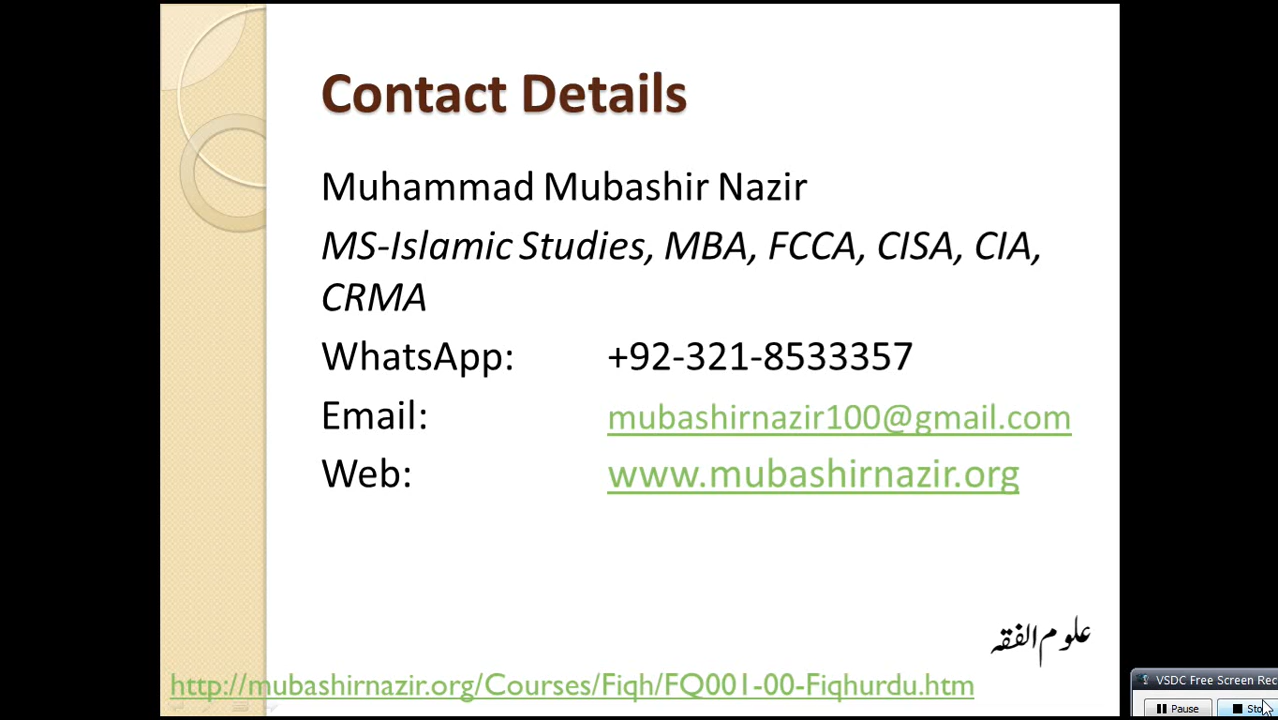 Contact Details
Muhammad Mubashir Nazir
MS-Islamic Studies, MBA, FCCA, CISA, CIA,
CRMA
WhatsApp: +92-321-8533357
Email: mubashirnazir100@gmail.com
Web: www.mubashirnazir.org
علوم الفقہ
http://mubashirnazir.org/Courses/Fiqh/FQ001-00-Fiqhurdu.htm
VSDC Free Screen Rec
Pause Sto